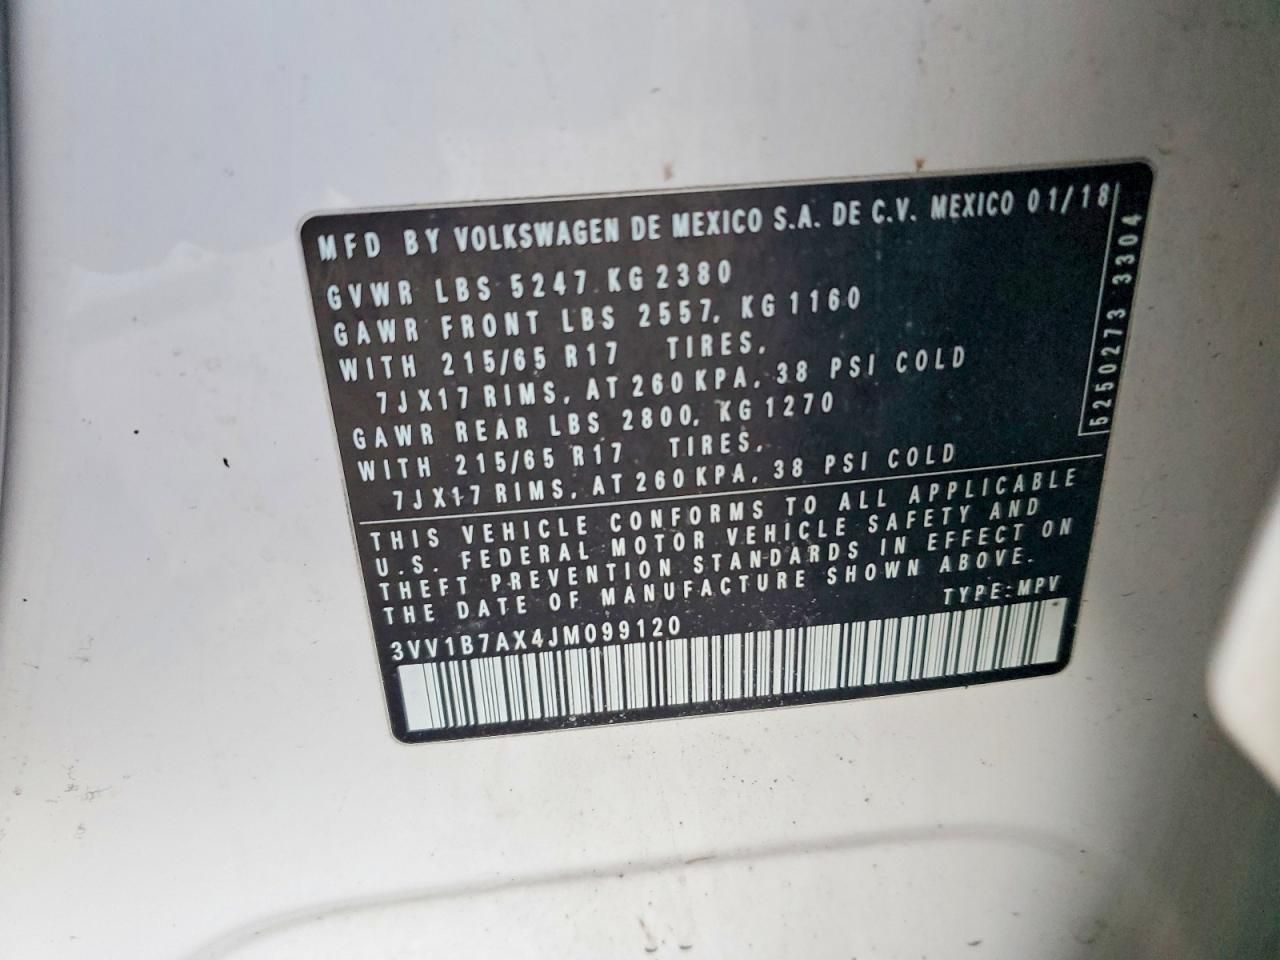 MFD BY VOLKSWAGEN DE MEXICO S.A. DE C.V. MEXICO 01/18
GVWR LBS 5247 KG 2380
GAWR FRONT LBS 2557, KG 1160
WITH 215/65 R17 TIRES,
7JX17 RIMS, AT 260 KPA, 38 PSI COLD
GAWR REAR LBS 2800, KG 1270
WITH 215/65 R17 TIRES,
7JX17 RIMS, AT 260 KPA, 38 PSI COLD
5250273 3304
THIS VEHICLE CONFORMS TO ALL APPLICABLE
U.S. FEDERAL MOTOR VEHICLE SAFETY AND
THEFT PREVENTION STANDARDS IN EFFECT ON
THE DATE OF MANUFACTURE SHOWN ABOVE.
TYPE: MPV
3VV1B7AX4JM099120